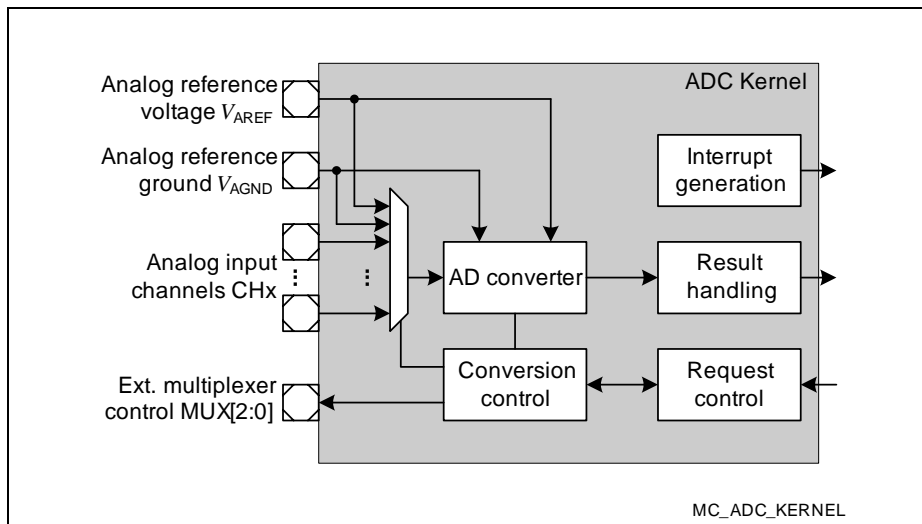 Analog reference
voltage VAREF
ADC Kernel
Analog reference
ground VAGND
Interrupt
generation
Analog input
channels CHx
AD converter
Result
handling
Ext. multiplexer
control MUX[2:0]
Conversion
control
Request
control
MC_ADC_KERNEL